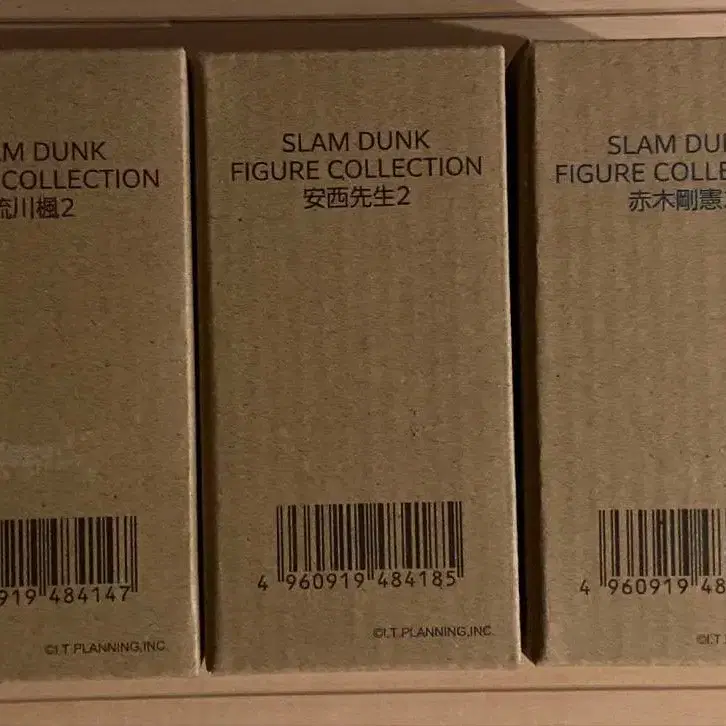 AM DUNK
COLLECTION
流川楓2
919 484147
©I.T.PLANNING,INC.
SLAM DUNK
FIGURE COLLECTION
安西先生2
4 960919 484185
©I.T.PLANNING,INC.
SLAM DU
FIGURE COLLE
赤木剛憲
4 960919 48
©I.T